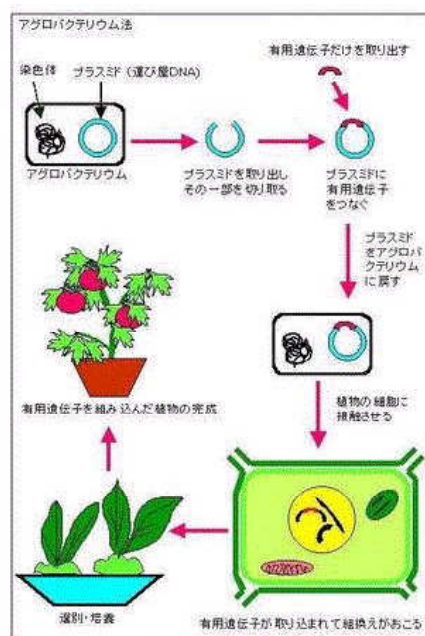 アグロバクテリウム法
有用遺伝子だけを取り出す
染色体
プラスミド（運び屋DNA）
アグロバクテリウム
プラスミドを取り出し
その一部を切り取る
プラスミドに
有用遺伝子
をつなぐ
プラスミド
をアグロバ
クテリウム
に戻す
植物の細胞に
接触させる
有用遺伝子を組み込んだ植物の完成
選別・培養
有用遺伝子が取り込まれて組換えがおこる